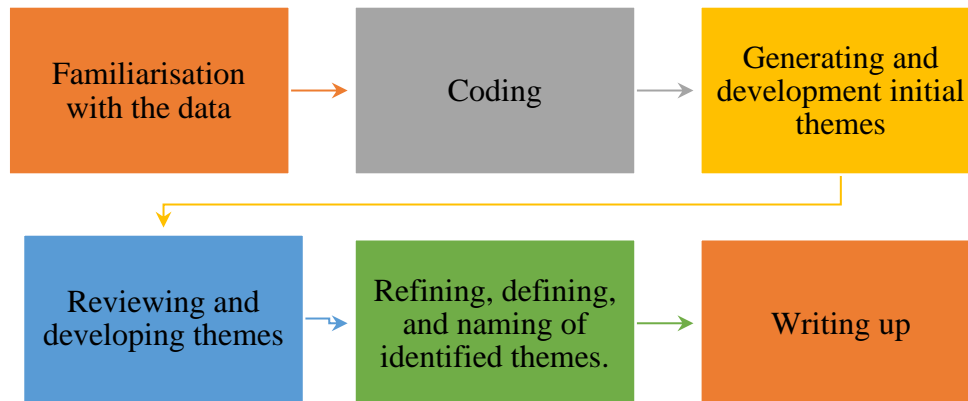 Familiarisation
with the data
Coding
Generating and
development initial
themes
Reviewing and
developing themes
Refining, defining,
and naming of
identified themes.
Writing up